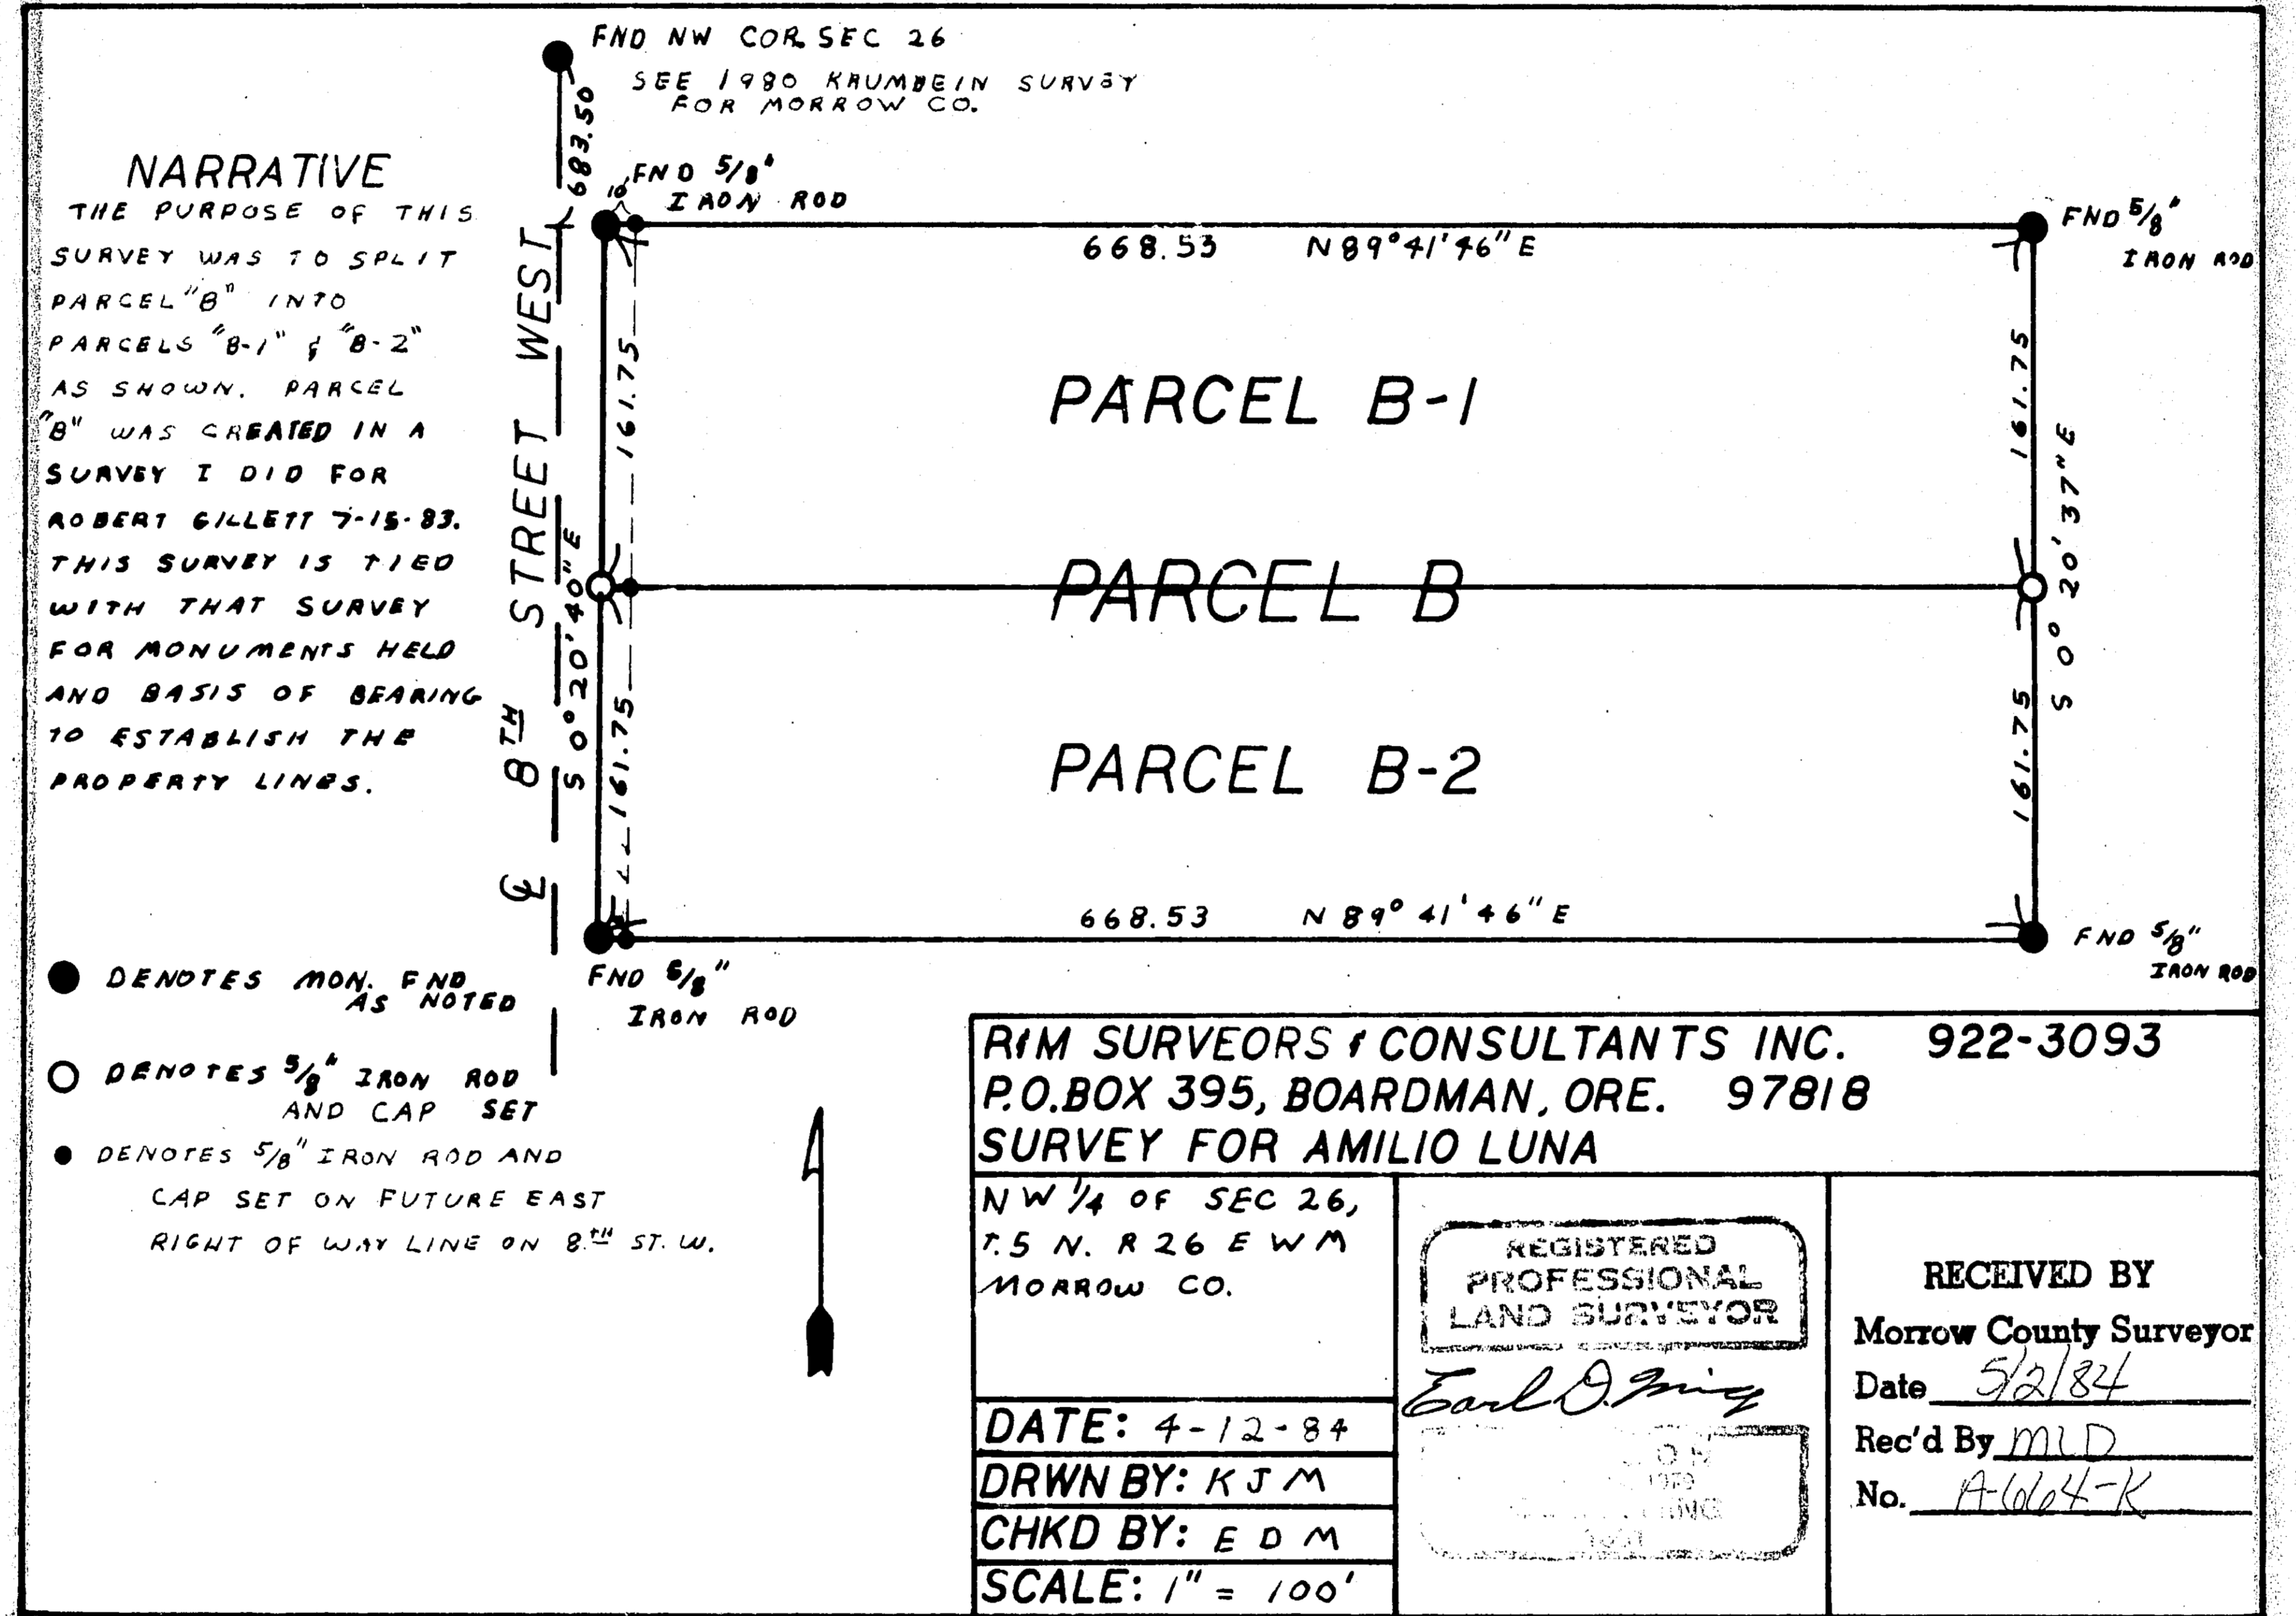 FND NW COR. SEC 26
SEE 1980 KRUMBEIN SURVEY
FOR MORROW CO.
683.50
NARRATIVE
THE PURPOSE OF THIS
SURVEY WAS TO SPLIT
PARCEL "B" INTO
PARCELS "B-1" & "B-2"
AS SHOWN. PARCEL
"B" WAS CREATED IN A
SURVEY I DID FOR
ROBERT GILLETT 7-15-83.
THIS SURVEY IS TIED
WITH THAT SURVEY
FOR MONUMENTS HELD
AND BASIS OF BEARING
TO ESTABLISH THE
PROPERTY LINES.
10'
FND 5/8"
IRON ROD
668.53 N 89° 41' 46" E
FND 5/8"
IRON ROD
℄ 8TH STREET WEST
S 0° 20' 40" E
161.75
161.75
PARCEL B-1
PARCEL B
PARCEL B-2
161.75
161.75
S 0° 20' 37" E
668.53 N 89° 41' 46" E
FND 5/8"
IRON ROD
FND 5/8"
IRON ROD
DENOTES MON. FND
AS NOTED
DENOTES 5/8" IRON ROD
AND CAP SET
DENOTES 5/8" IRON ROD AND
CAP SET ON FUTURE EAST
RIGHT OF WAY LINE ON 8TH ST. W.
R&M SURVEORS & CONSULTANTS INC. 922-3093
P.O.BOX 395, BOARDMAN, ORE. 97818
SURVEY FOR AMILIO LUNA
NW 1/4 OF SEC 26,
T. 5 N. R 26 E W M
MORROW CO.
DATE: 4-12-84
DRWN BY: K J M
CHKD BY: E D M
SCALE: 1" = 100'
REGISTERED
PROFESSIONAL
LAND SURVEYOR
Earl D.
RECEIVED BY
Morrow County Surveyor
Date 5/2/84
Rec'd By MLD
No. A-664-K